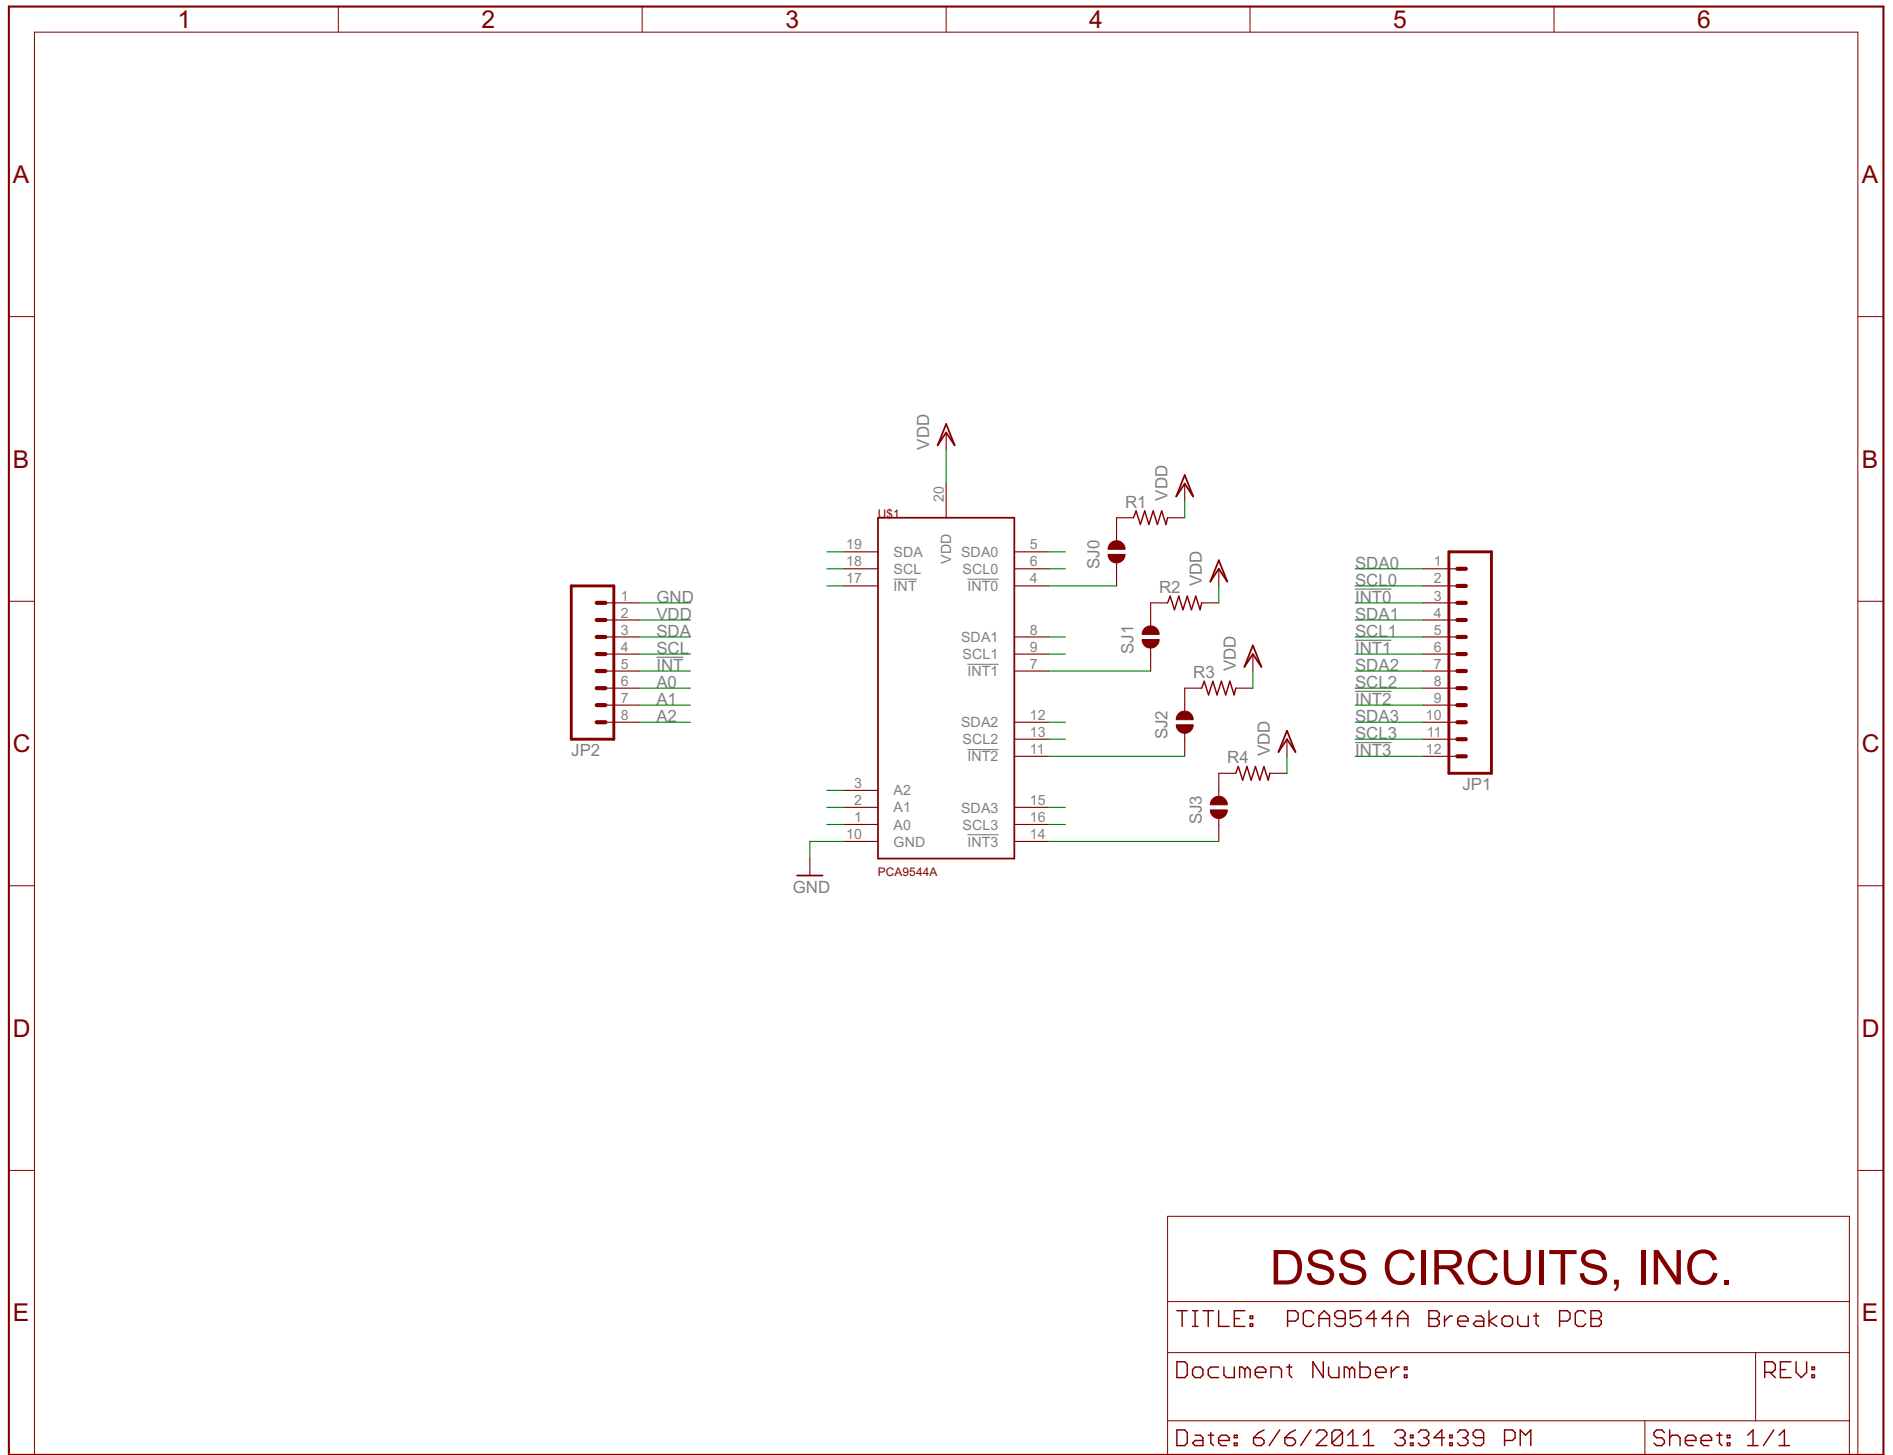 1 2 3 4 5 6
A A
B B
C C
D D
E E
VDD
20
U$1
VDD
19 SDA
18 SCL
17 INT
3 A2
2 A1
1 A0
10 GND
GND
PCA9544A
SDA0 5
SCL0 6
INT0 4
SDA1 8
SCL1 9
INT1 7
SDA2 12
SCL2 13
INT2 11
SDA3 15
SCL3 16
INT3 14
SJ0 R1 VDD
SJ1 R2 VDD
SJ2 R3 VDD
SJ3 R4 VDD
1 GND
2 VDD
3 SDA
4 SCL
5 INT
6 A0
7 A1
8 A2
JP2
SDA0 1
SCL0 2
INT0 3
SDA1 4
SCL1 5
INT1 6
SDA2 7
SCL2 8
INT2 9
SDA3 10
SCL3 11
INT3 12
JP1
DSS CIRCUITS, INC.
TITLE: PCA9544A Breakout PCB
Document Number:
REV:
Date: 6/6/2011 3:34:39 PM
Sheet: 1/1